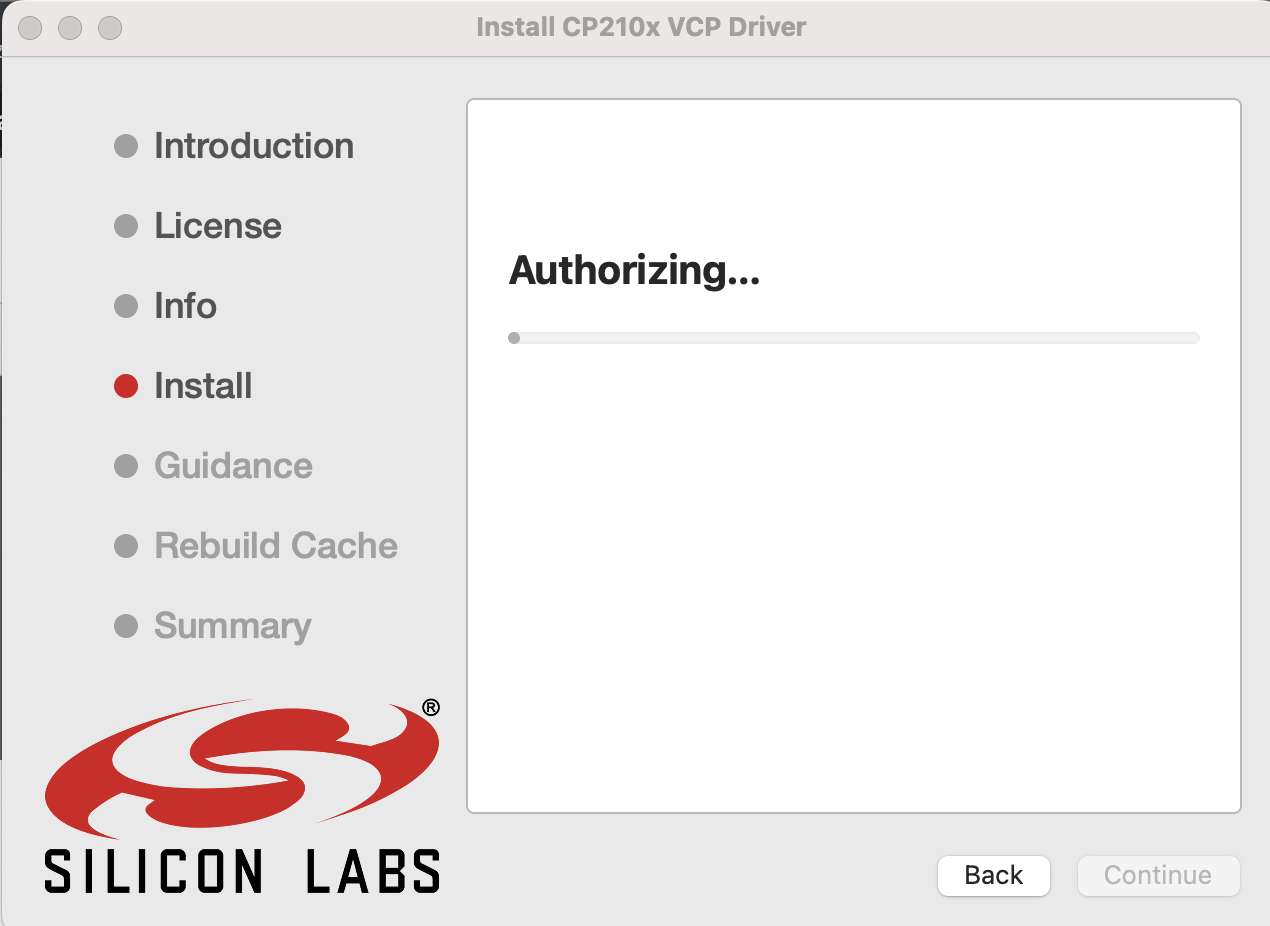 Install CP210x VCP Driver
Introduction
License
Info
Install
Guidance
Rebuild Cache
Summary
Authorizing...
®
SILICON LABS
Back
Continue